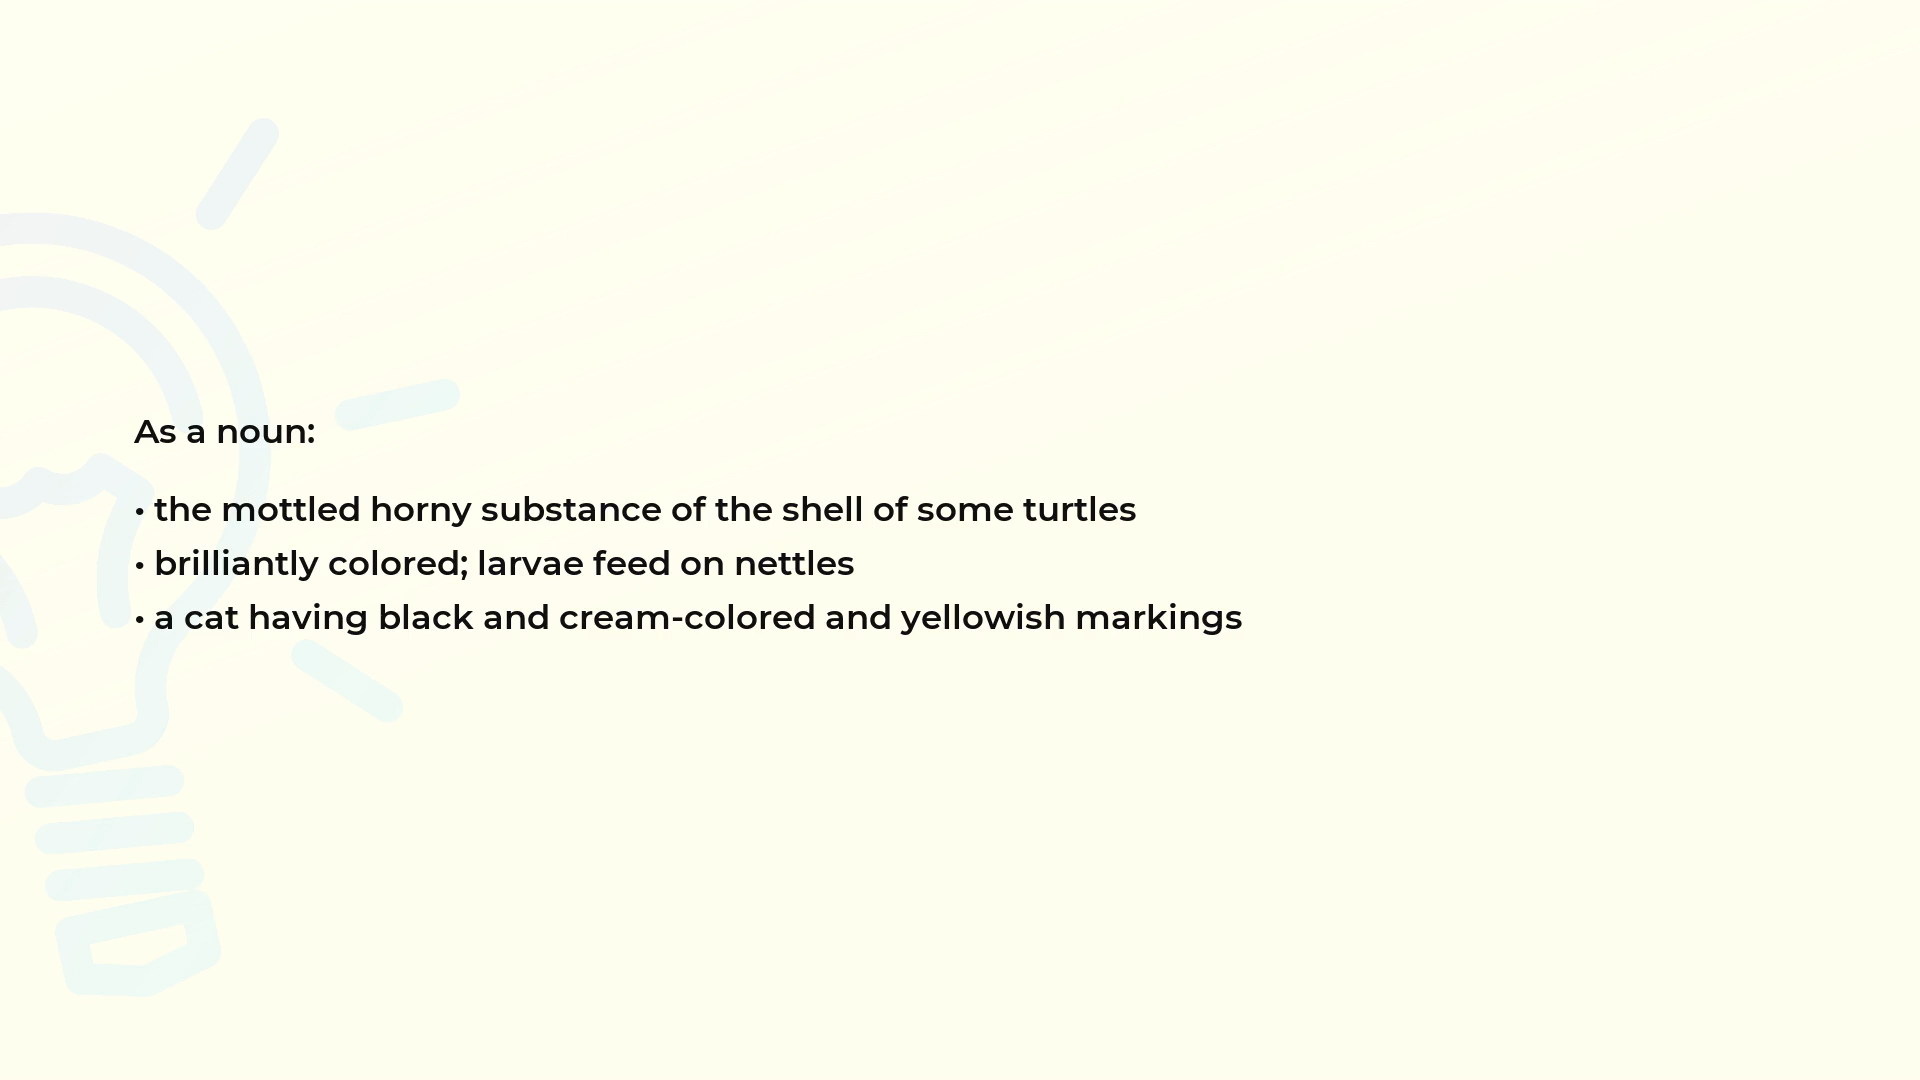 As a noun:
• the mottled horny substance of the shell of some turtles
• brilliantly colored; larvae feed on nettles
• a cat having black and cream-colored and yellowish markings